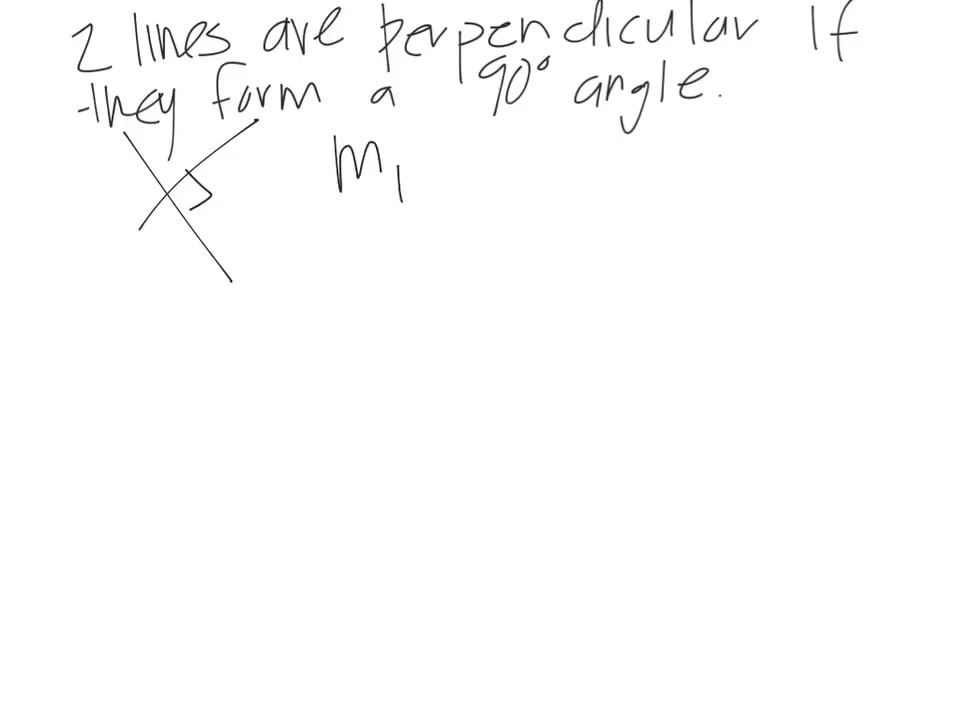 2 lines are perpendicular if
they form a 90° angle.
m₁